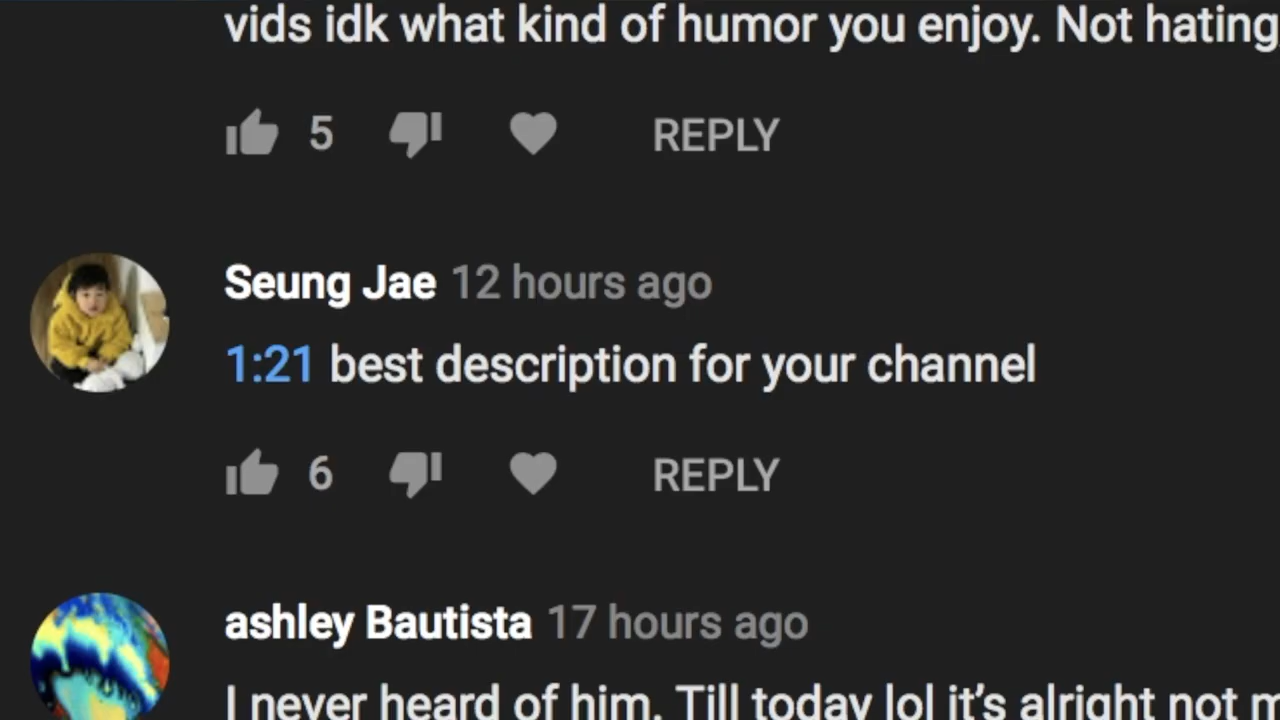 vids idk what kind of humor you enjoy. Not hating
5 REPLY
Seung Jae 12 hours ago
1:21 best description for your channel
6 REPLY
ashley Bautista 17 hours ago
I never heard of him. Till today lol it’s alright not